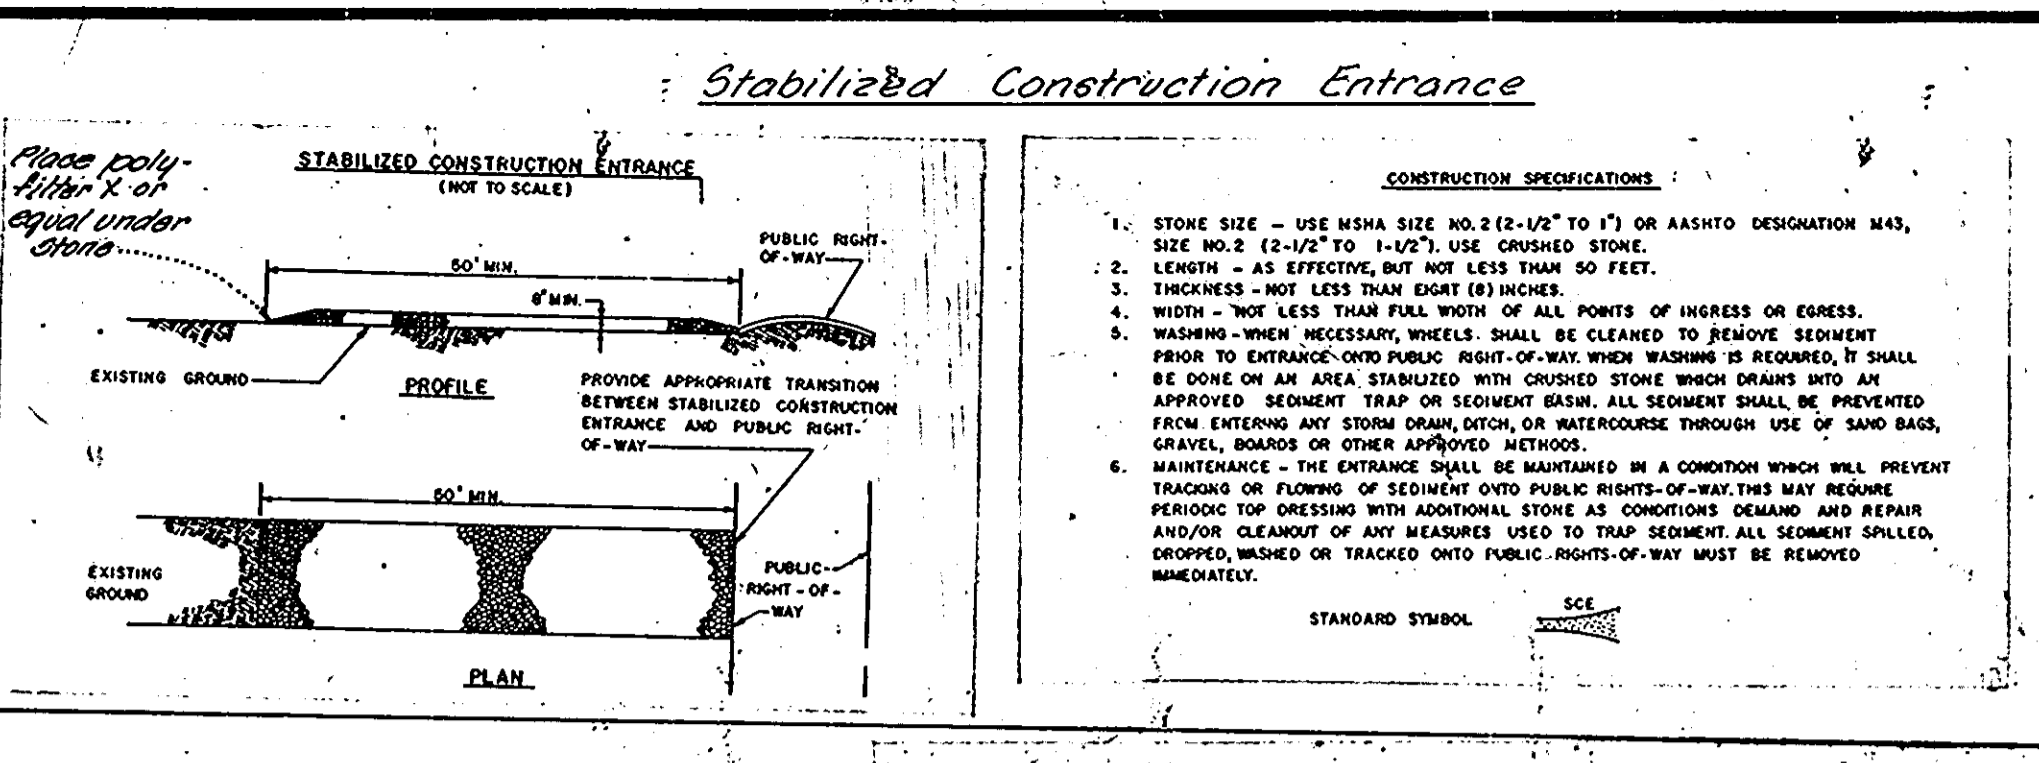 Stabilized Construction Entrance
Place poly-
filter X or
equal under
stone
STABILIZED CONSTRUCTION ENTRANCE
(NOT TO SCALE)
PUBLIC RIGHT-
OF-WAY
50' MIN.
8" MIN.
EXISTING GROUND
PROFILE
PROVIDE APPROPRIATE TRANSITION
BETWEEN STABILIZED CONSTRUCTION
ENTRANCE AND PUBLIC RIGHT-
OF-WAY
50' MIN.
EXISTING
GROUND
PUBLIC
RIGHT-OF-
WAY
PLAN
CONSTRUCTION SPECIFICATIONS
1. STONE SIZE - USE MSHA SIZE NO. 2 (2-1/2" TO 1") OR AASHTO DESIGNATION M43,
SIZE NO. 2 (2-1/2" TO 1-1/2"). USE CRUSHED STONE.
2. LENGTH - AS EFFECTIVE, BUT NOT LESS THAN 50 FEET.
3. THICKNESS - NOT LESS THAN EIGHT (8) INCHES.
4. WIDTH - NOT LESS THAN FULL WIDTH OF ALL POINTS OF INGRESS OR EGRESS.
5. WASHING - WHEN NECESSARY, WHEELS SHALL BE CLEANED TO REMOVE SEDIMENT
PRIOR TO ENTRANCE ONTO PUBLIC RIGHT-OF-WAY. WHEN WASHING IS REQUIRED, IT SHALL
BE DONE ON AN AREA STABILIZED WITH CRUSHED STONE WHICH DRAINS INTO AN
APPROVED SEDIMENT TRAP OR SEDIMENT BASIN. ALL SEDIMENT SHALL BE PREVENTED
FROM ENTERING ANY STORM DRAIN, DITCH, OR WATERCOURSE THROUGH USE OF SAND BAGS,
GRAVEL, BOARDS OR OTHER APPROVED METHODS.
6. MAINTENANCE - THE ENTRANCE SHALL BE MAINTAINED IN A CONDITION WHICH WILL PREVENT
TRACKING OR FLOWING OF SEDIMENT ONTO PUBLIC RIGHTS-OF-WAY. THIS MAY REQUIRE
PERIODIC TOP DRESSING WITH ADDITIONAL STONE AS CONDITIONS DEMAND AND REPAIR
AND/OR CLEANOUT OF ANY MEASURES USED TO TRAP SEDIMENT. ALL SEDIMENT SPILLED,
DROPPED, WASHED OR TRACKED ONTO PUBLIC RIGHTS-OF-WAY MUST BE REMOVED
IMMEDIATELY.
STANDARD SYMBOL
SCE